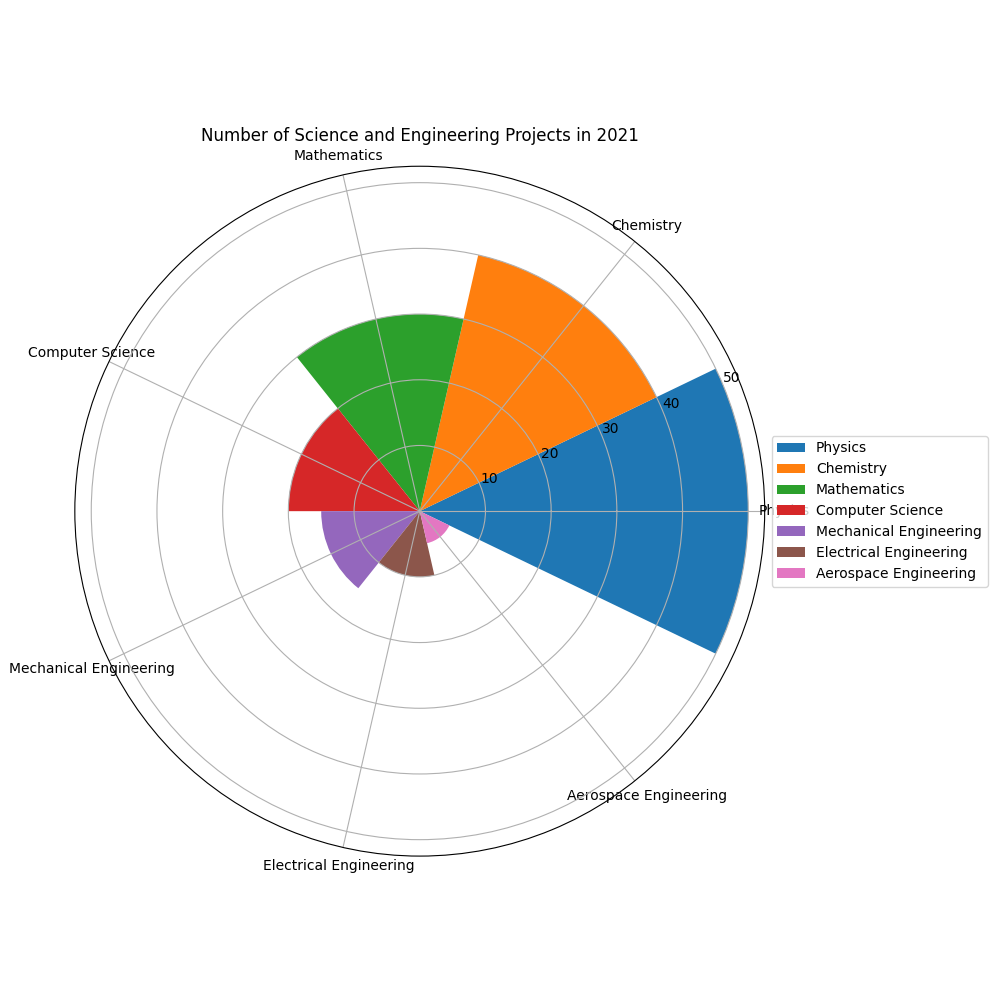 Number of Science and Engineering Projects in 2021
Mathematics
Chemistry
Computer Science
50
40
30
20
10
Physics
Chemistry
Mathematics
Computer Science
Mechanical Engineering
Electrical Engineering
Aerospace Engineering
Mechanical Engineering
Aerospace Engineering
Electrical Engineering